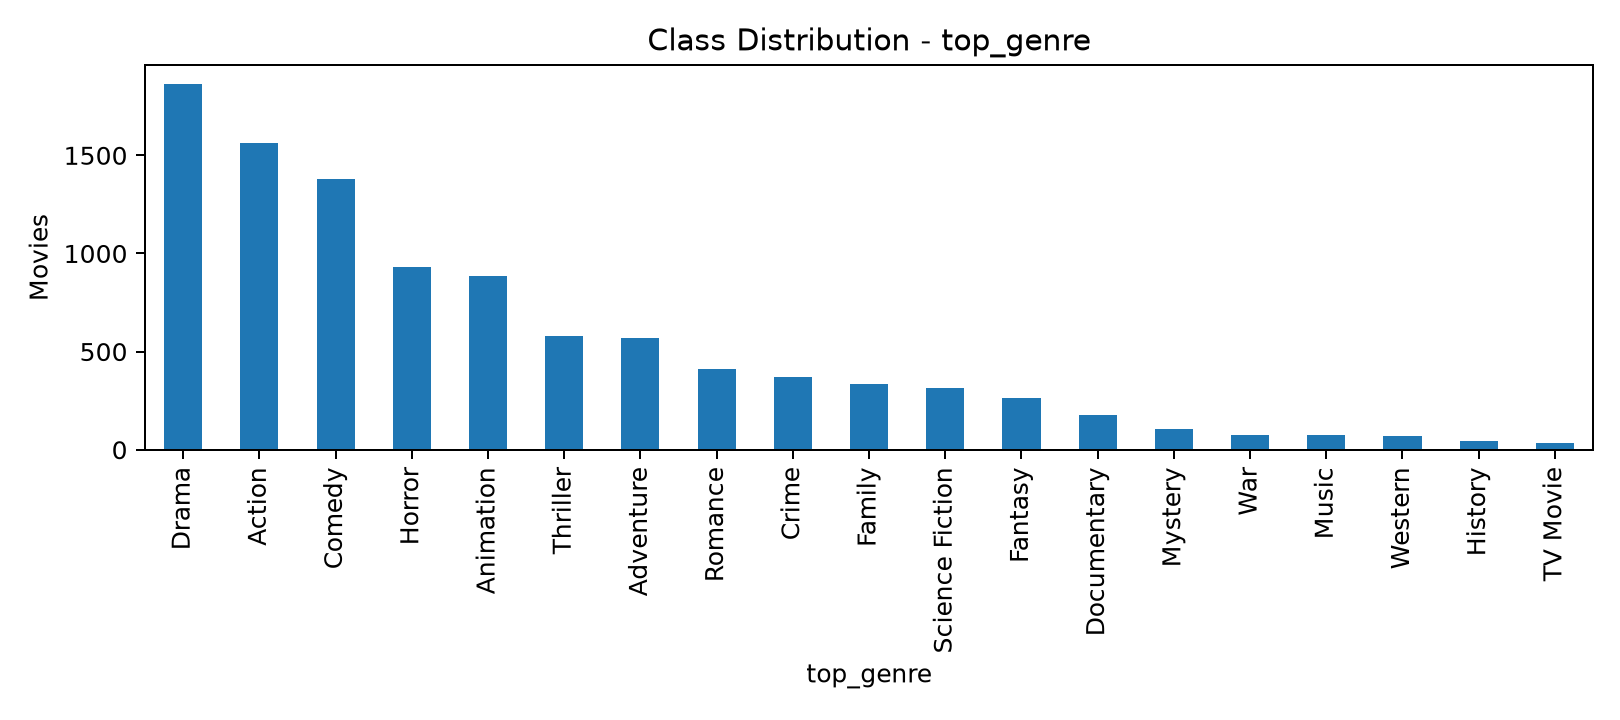 Class Distribution - top_genre
Movies
1500
1000
500
0
Drama
Action
Comedy
Horror
Animation
Thriller
Adventure
Romance
Crime
Family
Science Fiction
Fantasy
Documentary
Mystery
War
Music
Western
History
TV Movie
top_genre